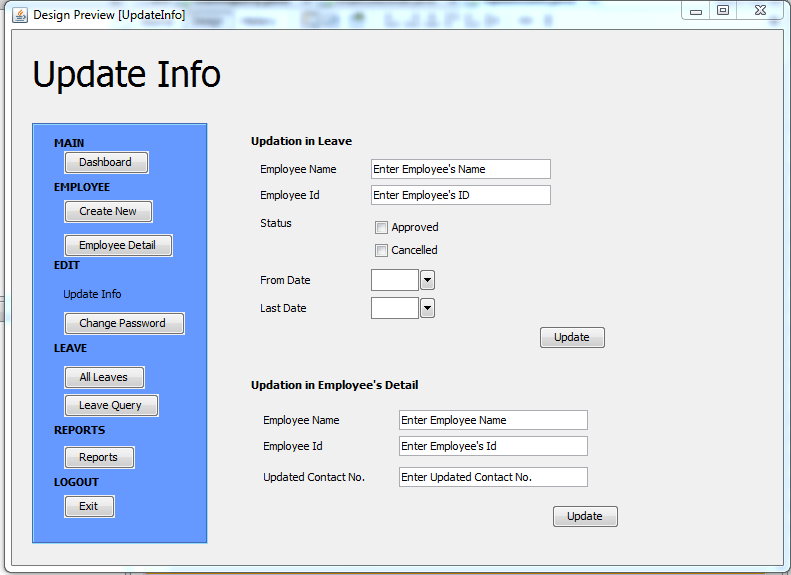 Design Preview [UpdateInfo]
Update Info
MAIN
Dashboard
EMPLOYEE
Create New
Employee Detail
EDIT
Update Info
Change Password
LEAVE
All Leaves
Leave Query
REPORTS
Reports
LOGOUT
Exit
Updation in Leave
Employee Name Enter Employee's Name
Employee Id Enter Employee's ID
Status Approved
Cancelled
From Date
Last Date
Update
Updation in Employee's Detail
Employee Name Enter Employee Name
Employee Id Enter Employee's Id
Updated Contact No. Enter Updated Contact No.
Update